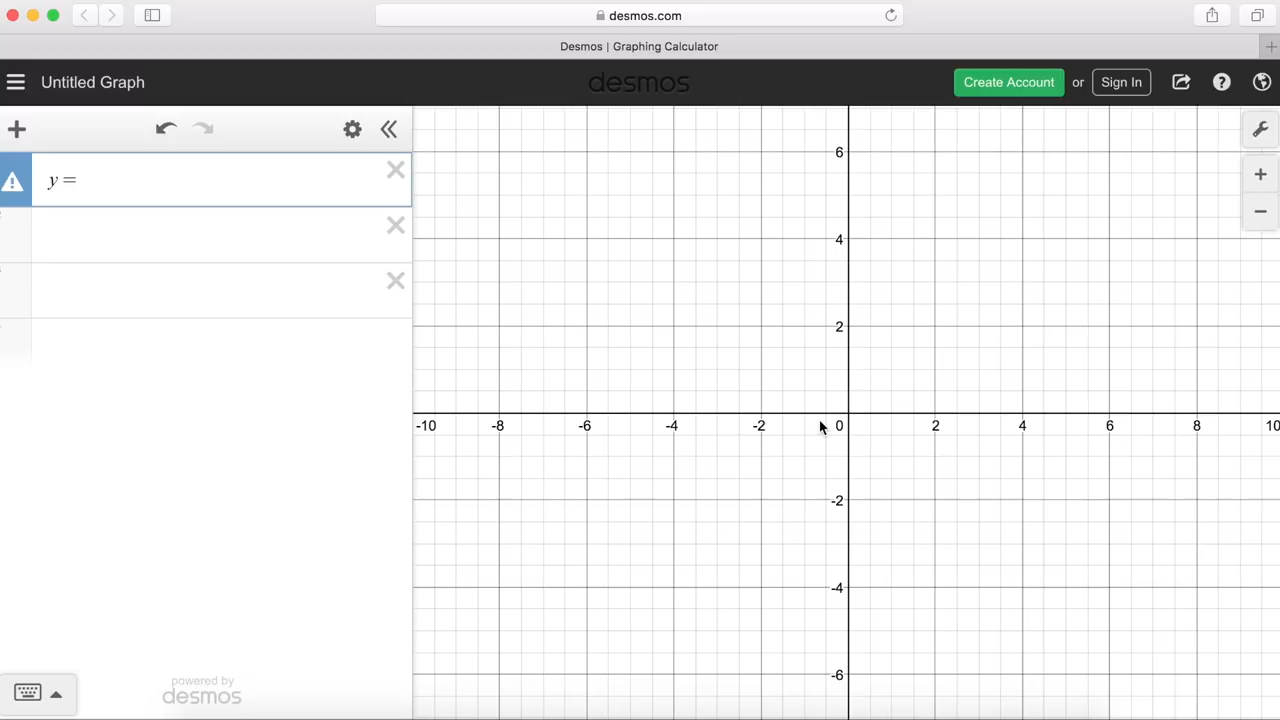 desmos.com
Desmos | Graphing Calculator
Untitled Graph
desmos
Create Account or Sign In
y =
6
4
2
-10 -8 -6 -4 -2 0 2 4 6 8 10
-2
-4
-6
powered by
desmos